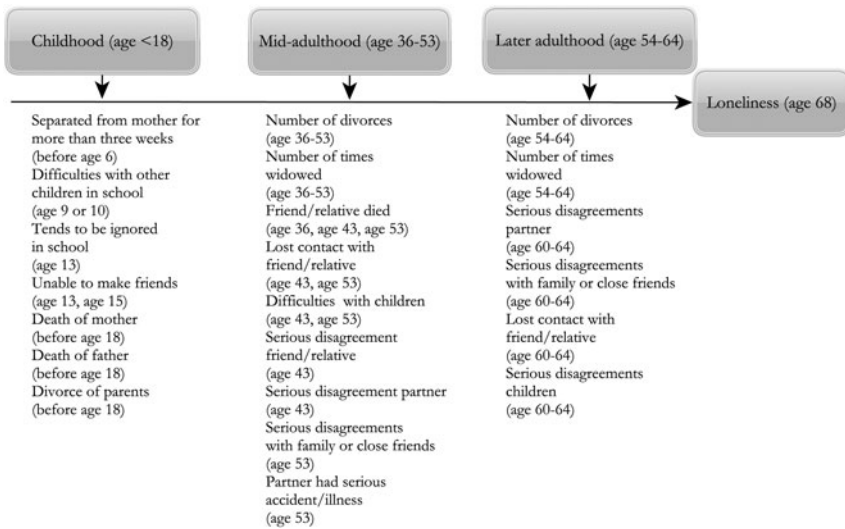 Childhood (age <18)
Mid-adulthood (age 36-53)
Later adulthood (age 54-64)
Loneliness (age 68)
Separated from mother for
more than three weeks
(before age 6)
Difficulties with other
children in school
(age 9 or 10)
Tends to be ignored
in school
(age 13)
Unable to make friends
(age 13, age 15)
Death of mother
(before age 18)
Death of father
(before age 18)
Divorce of parents
(before age 18)
Number of divorces
(age 36-53)
Number of times
widowed
(age 36-53)
Friend/relative died
(age 36, age 43, age 53)
Lost contact with
friend/relative
(age 43, age 53)
Difficulties with children
(age 43, age 53)
Serious disagreement
friend/relative
(age 43)
Serious disagreement partner
(age 43)
Serious disagreements
with family or close friends
(age 53)
Partner had serious
accident/illness
(age 53)
Number of divorces
(age 54-64)
Number of times
widowed
(age 54-64)
Serious disagreements
partner
(age 60-64)
Serious disagreements
with family or close friends
(age 60-64)
Lost contact with
friend/relative
(age 60-64)
Serious disagreements
children
(age 60-64)